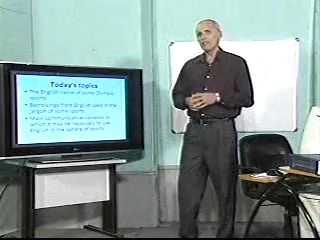 Today's topics
• The English name of some Olympic
sports
• Borrowings from English used in the
jargon of some sports
• Main communicative contexts in
which it may be necessary to use
English in the sphere of sports